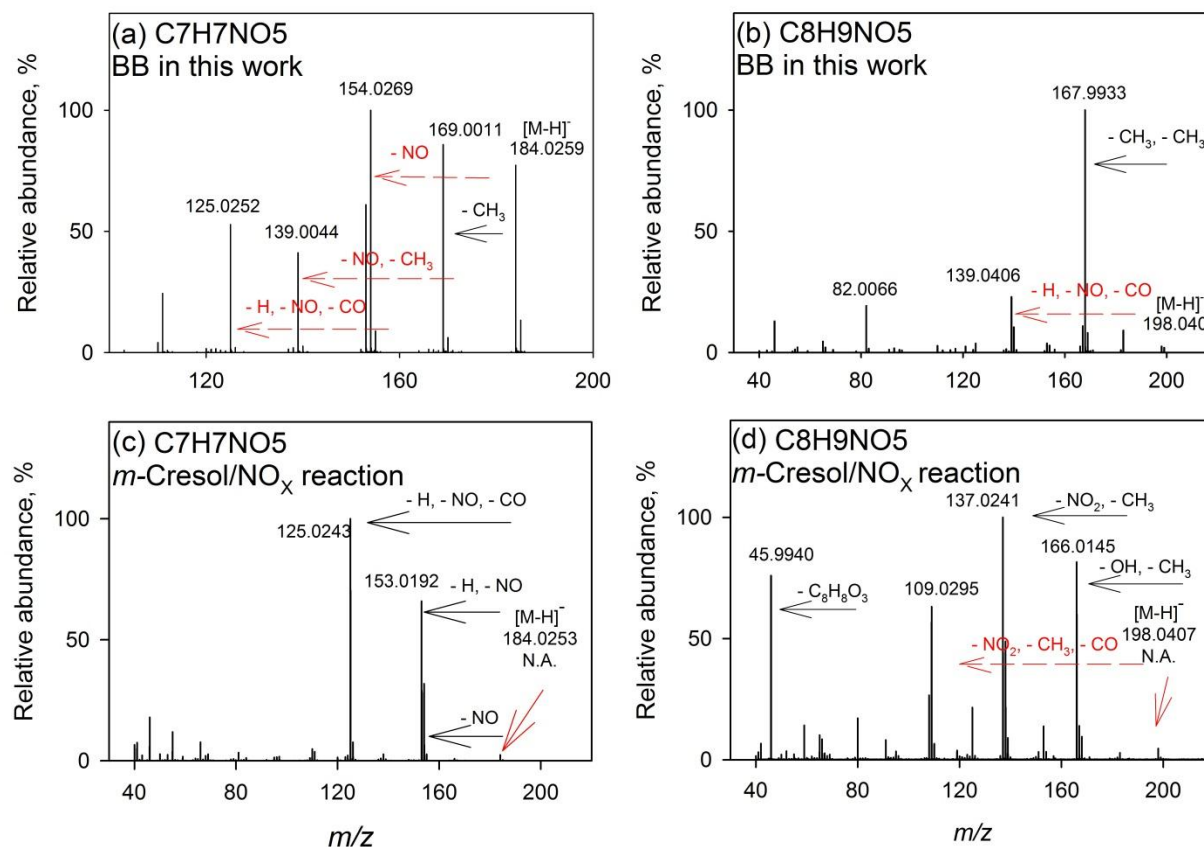 (a) C7H7NO5
BB in this work
Relative abundance, %
100
50
0
120
160
200
154.0269
169.0011
[M-H]-
184.0259
- NO
- CH3
125.0252
139.0044
- NO, - CH3
- H, - NO, - CO
(b) C8H9NO5
BB in this work
Relative abundance, %
100
50
0
40
80
120
160
200
167.9933
- CH3, - CH3
139.0406
82.0066
- H, - NO, - CO
[M-H]-
198.040
(c) C7H7NO5
m-Cresol/NOX reaction
Relative abundance, %
100
50
0
40
80
120
160
200
m/z
- H, - NO, - CO
125.0243
153.0192
- H, - NO
[M-H]-
184.0253
N.A.
- NO
(d) C8H9NO5
m-Cresol/NOX reaction
Relative abundance, %
100
50
0
40
80
120
160
200
m/z
137.0241
- NO2, - CH3
45.9940
166.0145
- OH, - CH3
- C8H8O3
109.0295
[M-H]-
198.0407
N.A.
- NO2, - CH3, - CO